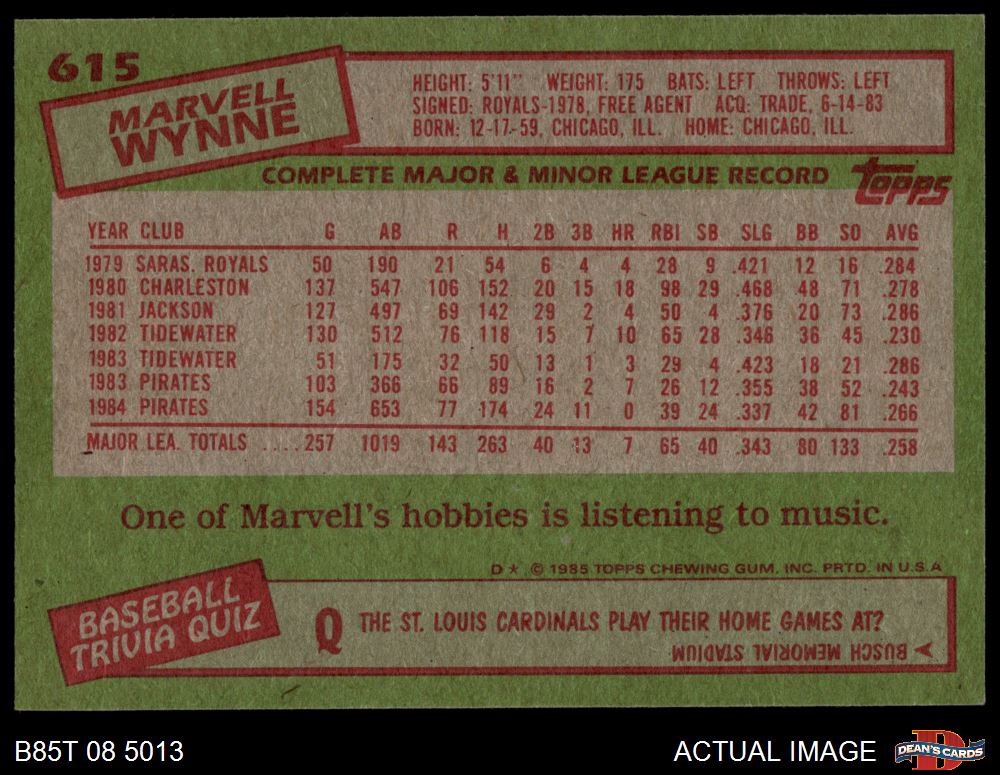 615
MARVELL
WYNNE
HEIGHT: 5'11" WEIGHT: 175 BATS: LEFT THROWS: LEFT
SIGNED: ROYALS-1978, FREE AGENT ACQ: TRADE, 6-14-83
BORN: 12-17-59, CHICAGO, ILL. HOME: CHICAGO, ILL.
COMPLETE MAJOR & MINOR LEAGUE RECORD
topps
YEAR CLUB G AB R H 2B 3B HR RBI SB SLG BB SO AVG
1979 SARAS. ROYALS 50 190 21 54 6 4 4 28 9 .421 12 16 .284
1980 CHARLESTON 137 547 106 152 20 15 18 98 29 .468 48 71 .278
1981 JACKSON 127 497 69 142 29 2 4 50 4 .376 20 73 .286
1982 TIDEWATER 130 512 76 118 15 7 10 65 28 .346 36 45 .230
1983 TIDEWATER 51 175 32 50 13 1 3 29 4 .423 18 21 .286
1983 PIRATES 103 366 66 89 16 2 7 26 12 .355 38 52 .243
1984 PIRATES 154 653 77 174 24 11 0 39 24 .337 42 81 .266
MAJOR LEA. TOTALS .... 257 1019 143 263 40 13 7 65 40 .343 80 133 .258
One of Marvell's hobbies is listening to music.
D★ © 1985 TOPPS CHEWING GUM, INC. PRTD. IN U.S.A
BASEBALL
TRIVIA QUIZ
Q THE ST. LOUIS CARDINALS PLAY THEIR HOME GAMES AT?
BUSCH MEMORIAL STADIUM
B85T 08 5013
ACTUAL IMAGE
D
DEAN'S CARDS